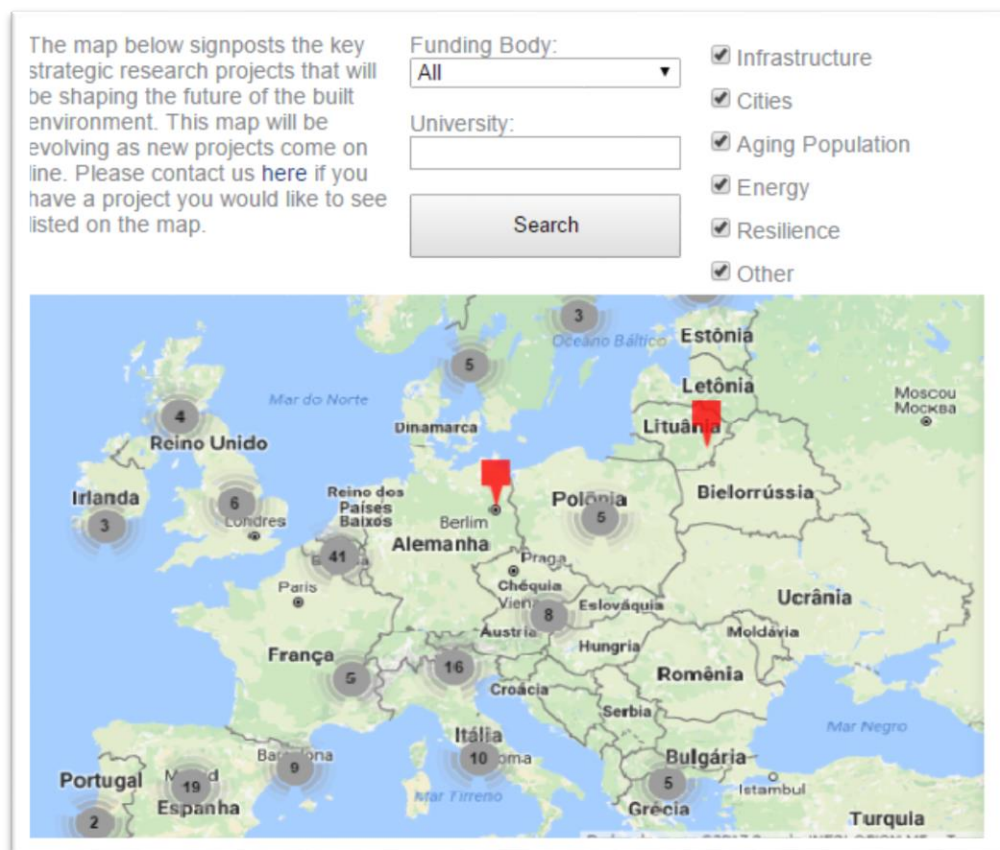 The map below signposts the key
strategic research projects that will
be shaping the future of the built
environment. This map will be
evolving as new projects come on
line. Please contact us here if you
have a project you would like to see
listed on the map.
Funding Body:
All
University:
Search
Infrastructure
Cities
Aging Population
Energy
Resilience
Other
3
Oceano Báltico
Estônia
5
Letônia
Mar do Norte
Moscou
Москва
4
Dinamarca
Lituânia
Reino Unido
Irlanda
3
6
Londres
Reino dos
Países
Baixos
Berlim
Polônia
5
Bielorrússia
41
Alemanha
Praga
Paris
Chéquia
Viena
8
Eslováquia
Ucrânia
Áustria
Hungria
Moldávia
França
5
16
Croácia
Romênia
Sérbia
Itália
10
Mar Negro
Portugal
19
Espanha
Barcelona
9
Mar Tirreno
Bulgária
5
Grécia
Istambul
2
Turquia